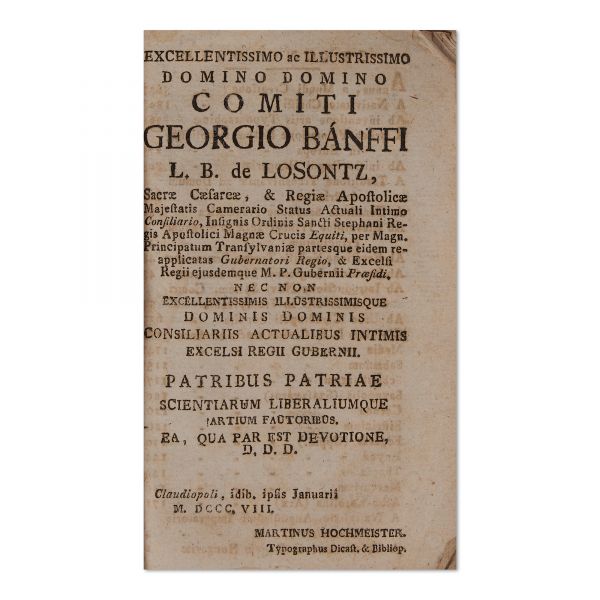 EXCELLENTISSIMO ac ILLUSTRISSIMO
DOMINO DOMINO
COMITI
GEORGIO BÁNFFI
L. B. de LOSONTZ,
Sacræ Cæſareæ, & Regiæ Apoſtolicæ
Majeſtatis Camerario Status Actuali Intimo
Conſiliario, Inſignis Ordinis Sancti Stephani Re-
gis Apoſtolici Magnæ Crucis Equiti, per Magn.
Principatum Tranſylvaniæ partesque eidem re-
applicatas Gubernatori Regio, & Excelſi
Regii ejusdemque M. P. Gubernii Præſidi.
NEC NON
EXCELLENTISSIMIS ILLUSTRISSIMISQUE
DOMINIS DOMINIS
CONSILIARIIS ACTUALIBUS INTIMIS
EXCELSI REGII GUBERNII.
PATRIBUS PATRIAE
SCIENTIARUM LIBERALIUMQUE
ARTIUM FAUTORIBUS.
EA, QUA PAR EST DEVOTIONE,
D. D. D.
Claudiopoli, idib. ipſis Januarii
M. DCCC. VIII.
MARTINUS HOCHMEISTER.
Typographus Dicaſt. & Bibliop.